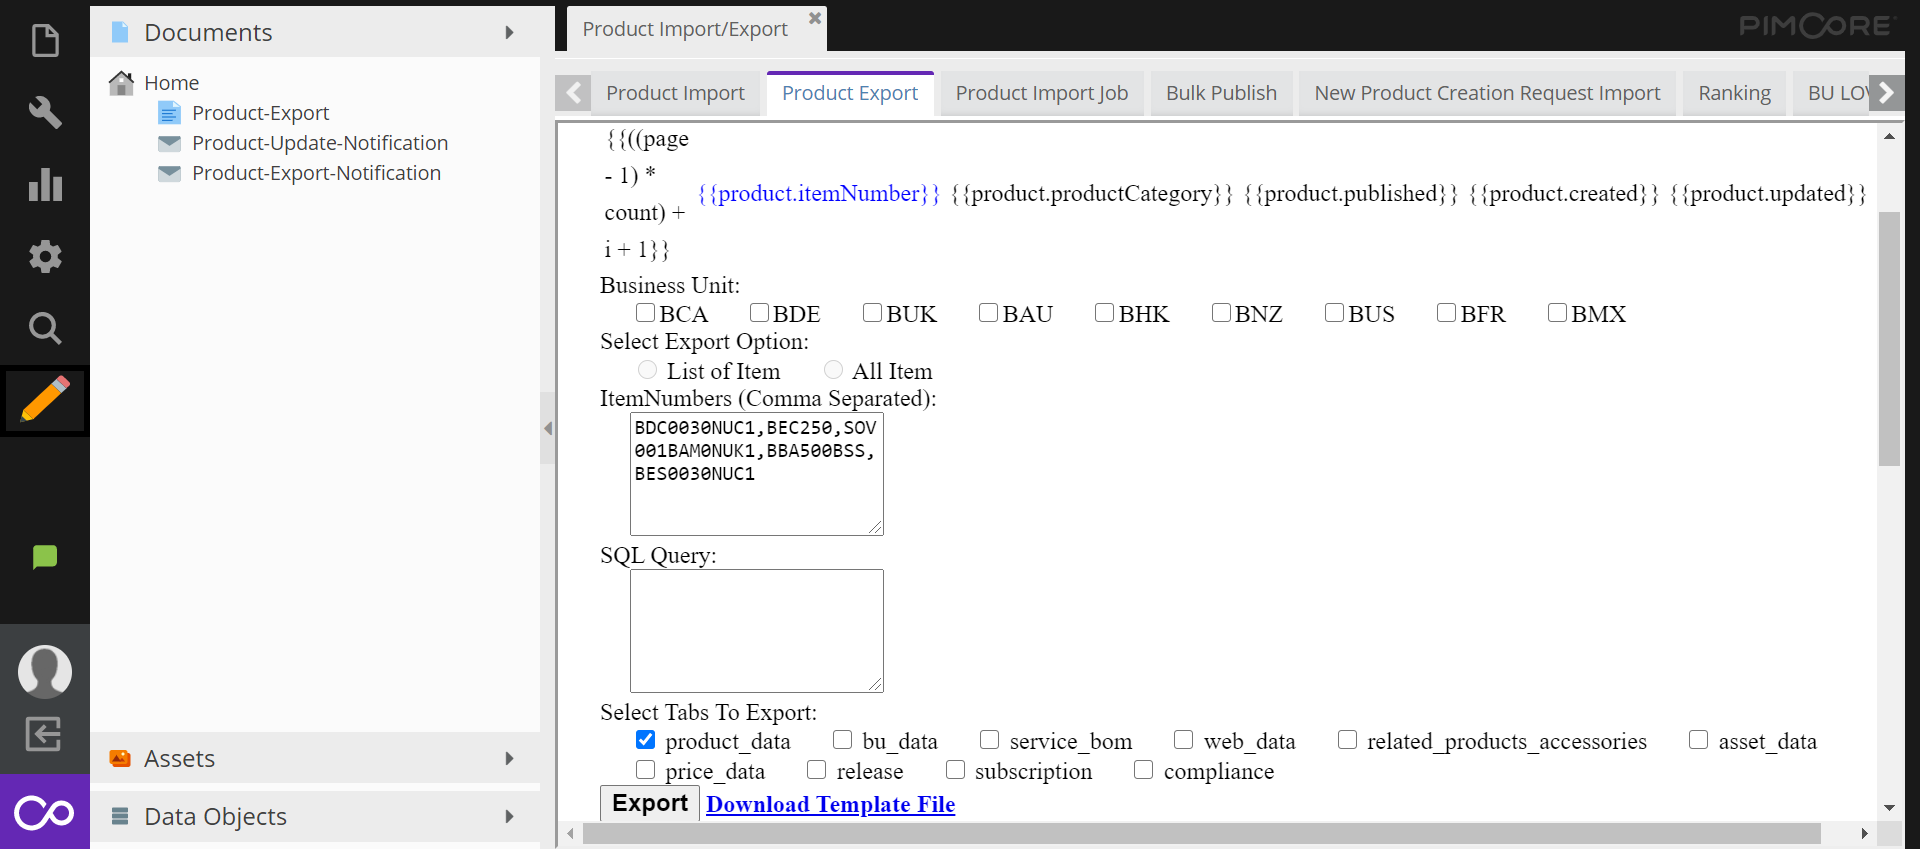 Documents
Home
Product-Export
Product-Update-Notification
Product-Export-Notification
Assets
Data Objects
Product Import/Export
PIMCORE
Product Import
Product Export
Product Import Job
Bulk Publish
New Product Creation Request Import
Ranking
BU LOV
{{((page
- 1) *
count) +
i + 1}}
{{product.itemNumber}} {{product.productCategory}} {{product.published}} {{product.created}} {{product.updated}}
Business Unit:
BCA BDE BUK BAU BHK BNZ BUS BFR BMX
Select Export Option:
List of Item All Item
ItemNumbers (Comma Separated):
BDC0030NUC1,BEC250,SOV
001BAM0NUK1,BBA500BSS,
BES0030NUC1
SQL Query:
Select Tabs To Export:
product_data bu_data service_bom web_data related_products_accessories asset_data
price_data release subscription compliance
Export Download Template File